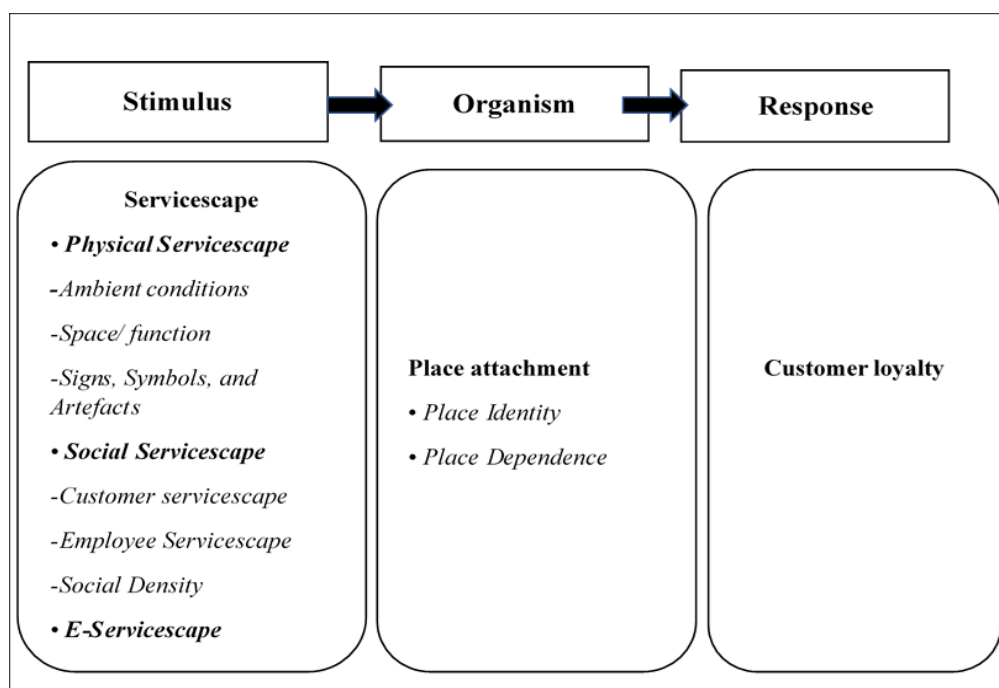 Stimulus
Organism
Response
Servicescape
• Physical Servicescape
-Ambient conditions
-Space/ function
-Signs, Symbols, and
Artefacts
• Social Servicescape
-Customer servicescape
-Employee Servicescape
-Social Density
• E-Servicescape
Place attachment
• Place Identity
• Place Dependence
Customer loyalty